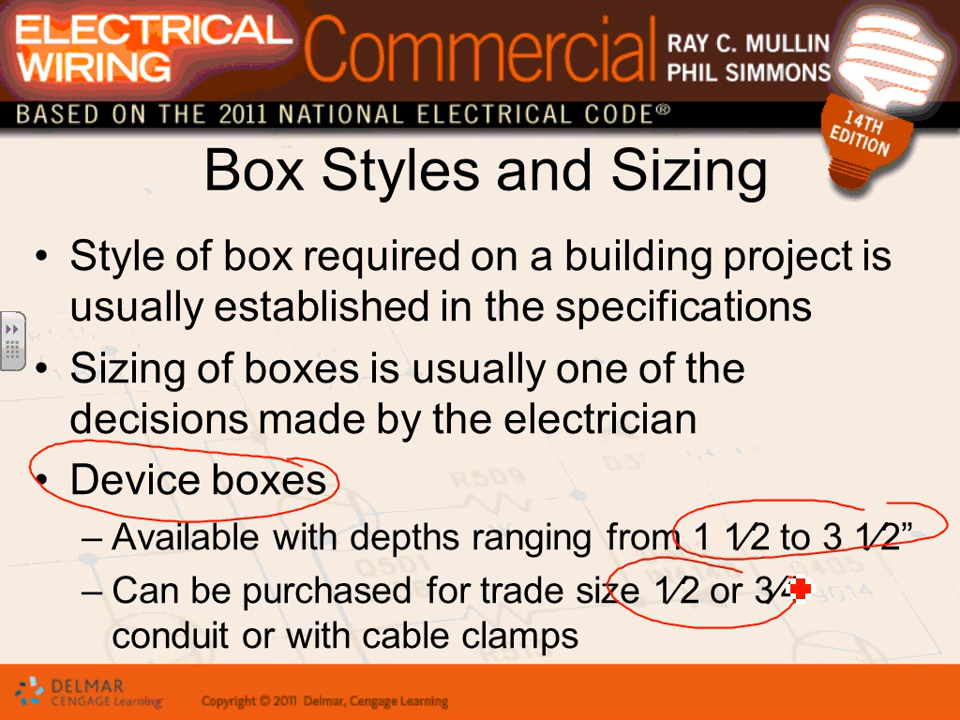 ELECTRICAL
WIRING
Commercial
RAY C. MULLIN
PHIL SIMMONS
BASED ON THE 2011 NATIONAL ELECTRICAL CODE®
14TH
EDITION
Box Styles and Sizing
• Style of box required on a building project is
usually established in the specifications
• Sizing of boxes is usually one of the
decisions made by the electrician
• Device boxes
– Available with depths ranging from 1 1⁄2 to 3 1⁄2”
– Can be purchased for trade size 1⁄2 or 3⁄4
conduit or with cable clamps
R509
Q501
9405
9014
DELMAR
CENGAGE Learning
Copyright © 2011 Delmar, Cengage Learning